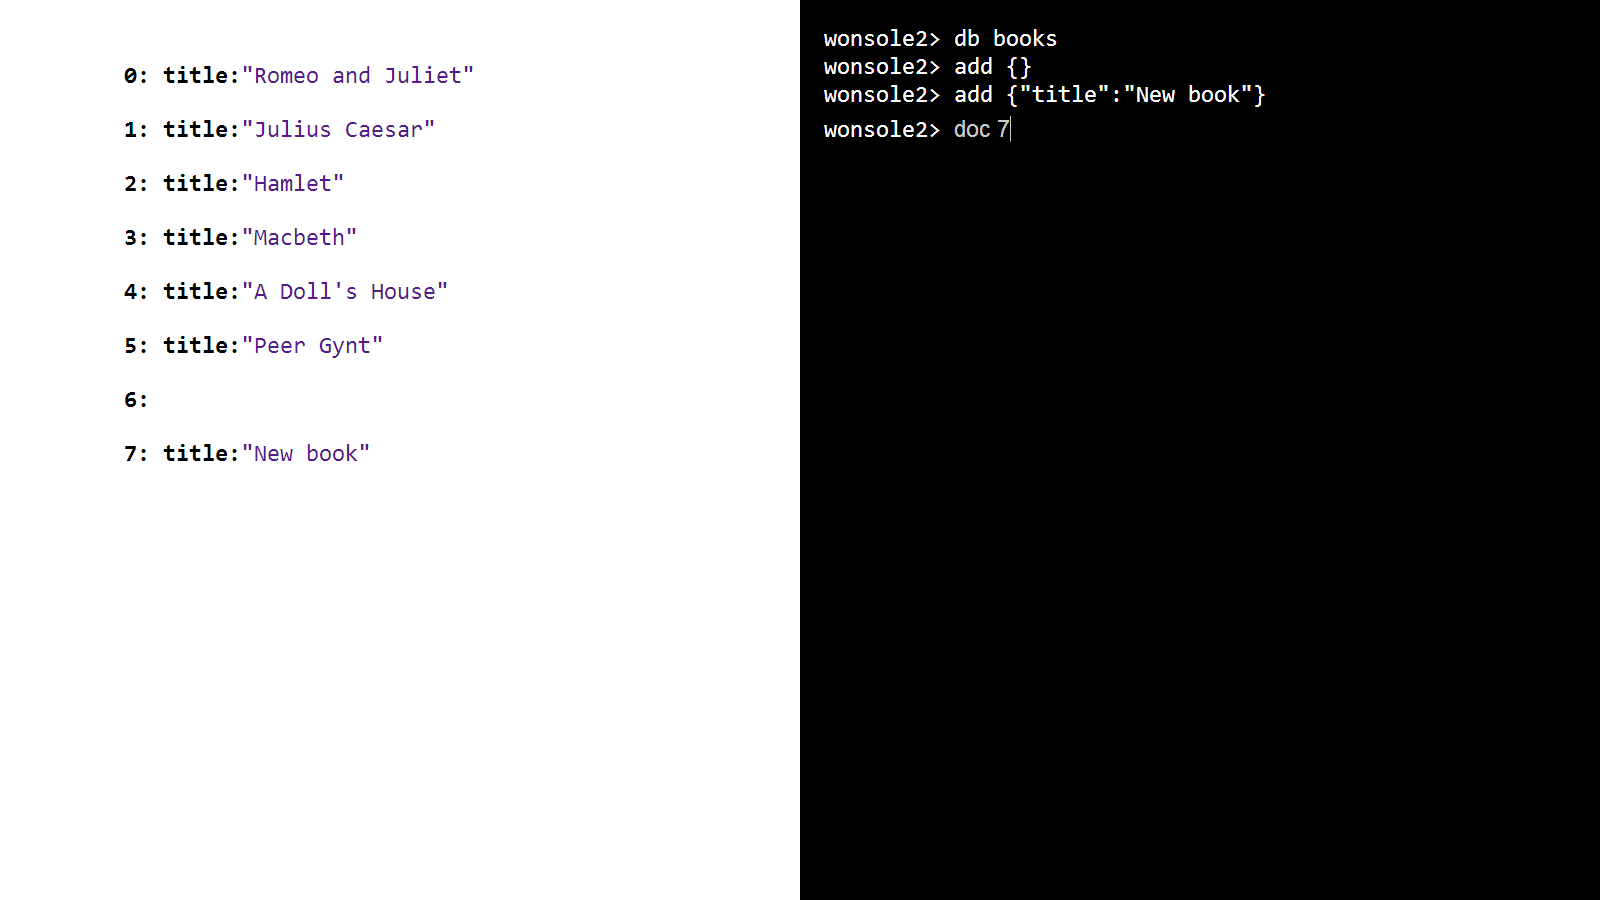 0: title:"Romeo and Juliet"
1: title:"Julius Caesar"
2: title:"Hamlet"
3: title:"Macbeth"
4: title:"A Doll's House"
5: title:"Peer Gynt"
6:
7: title:"New book"
wonsole2> db books
wonsole2> add {}
wonsole2> add {"title":"New book"}
wonsole2> doc 7